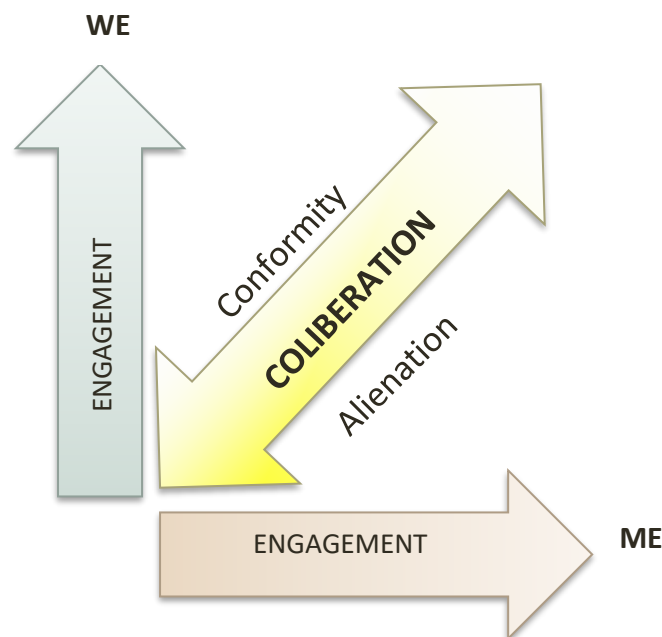 WE
ENGAGEMENT
Conformity
COLIBERATION
Alienation
ENGAGEMENT
ME